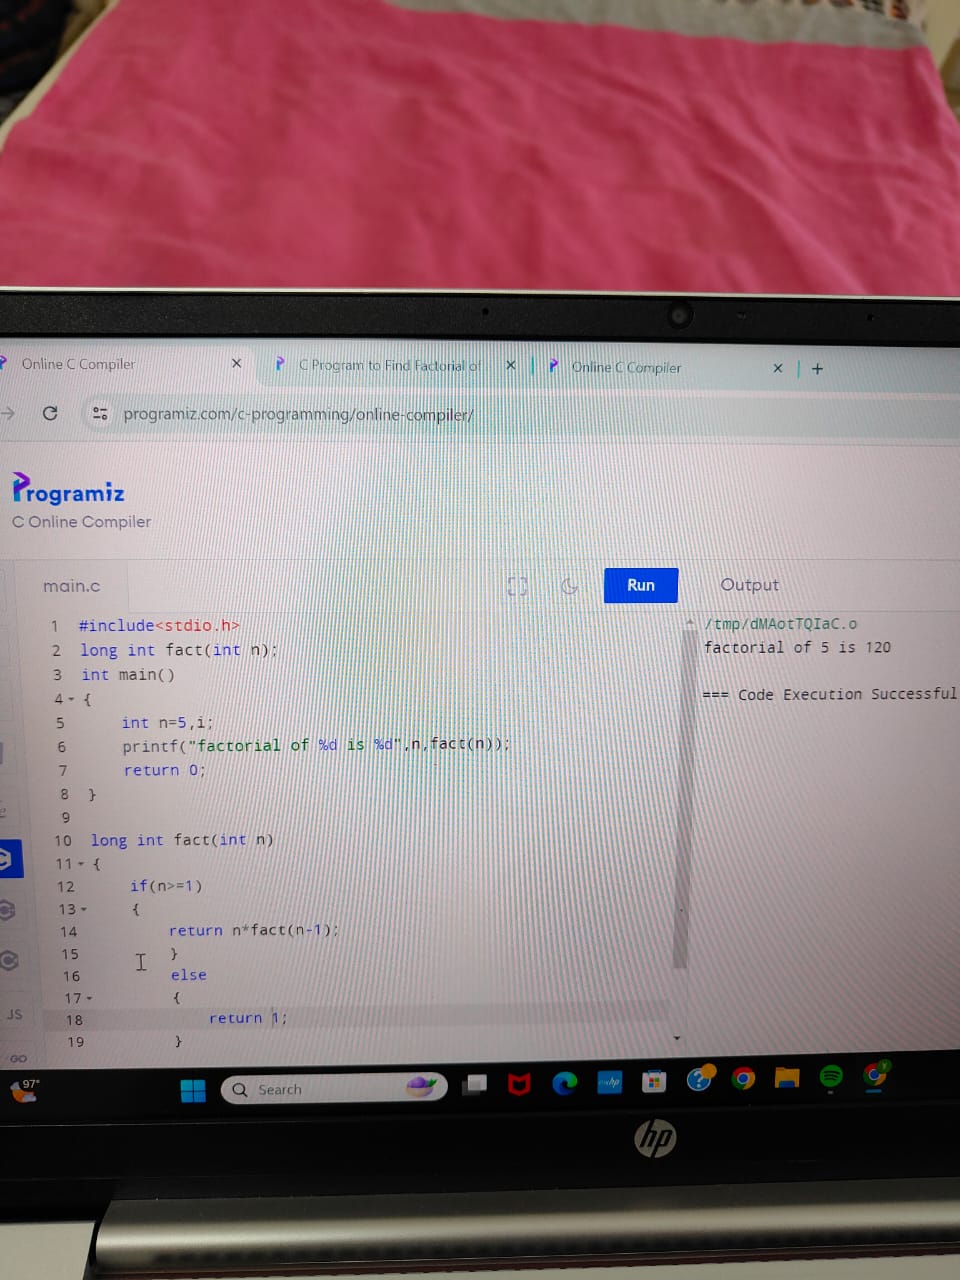 Online C Compiler
C Program to Find Factorial of
Online C Compiler
programiz.com/c-programming/online-compiler/
Programiz
C Online Compiler
main.c
Run
Output
1 #include<stdio.h>
2 long int fact(int n);
3 int main()
4 {
5 int n=5,i;
6 printf("factorial of %d is %d",n,fact(n));
7 return 0;
8 }
9
10 long int fact(int n)
11 {
12 if(n>=1)
13 {
14 return n*fact(n-1);
15 }
16 else
17 {
18 return 1;
19 }
/tmp/dMAotTQIaC.o
factorial of 5 is 120
=== Code Execution Successful
JS
GO
97°
Search
hp